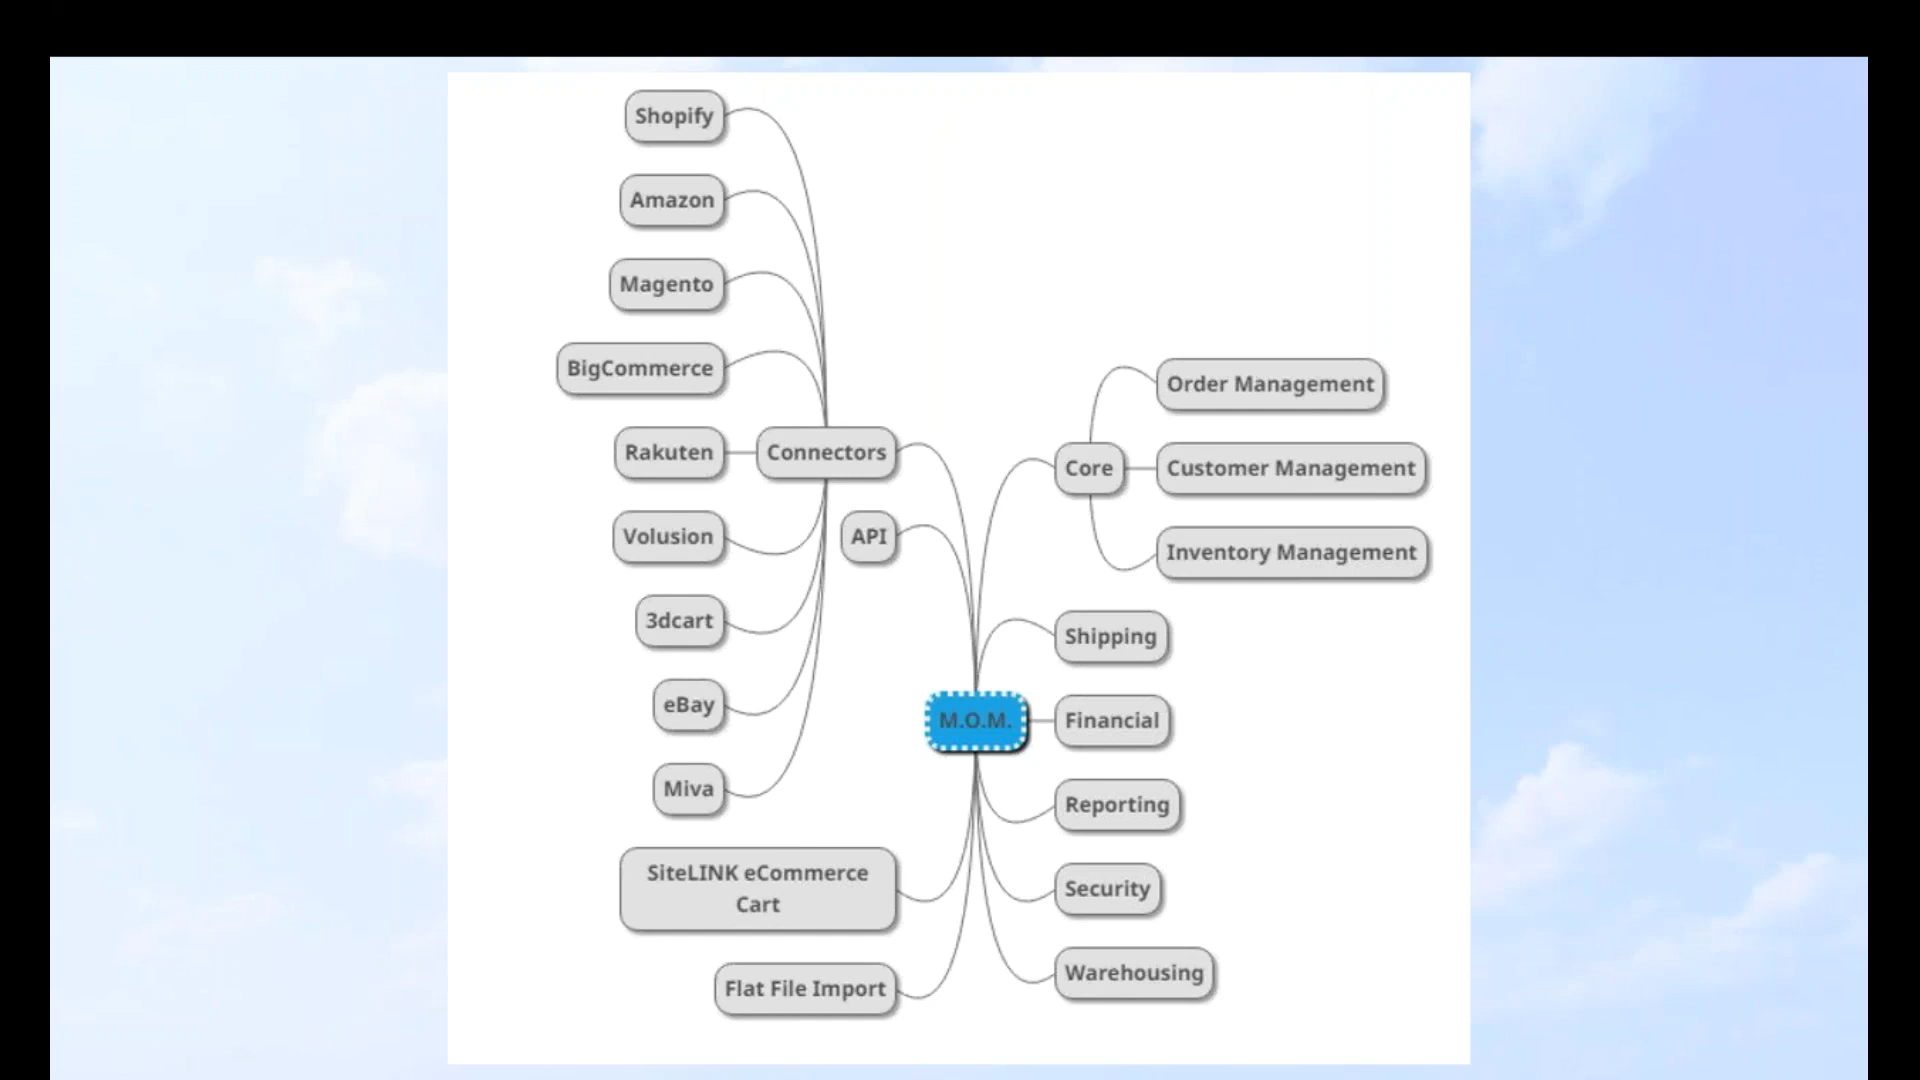 Shopify
Amazon
Magento
BigCommerce
Rakuten
Volusion
3dcart
eBay
Miva
Connectors
API
SiteLINK eCommerce
Cart
Flat File Import
M.O.M.
Core
Order Management
Customer Management
Inventory Management
Shipping
Financial
Reporting
Security
Warehousing